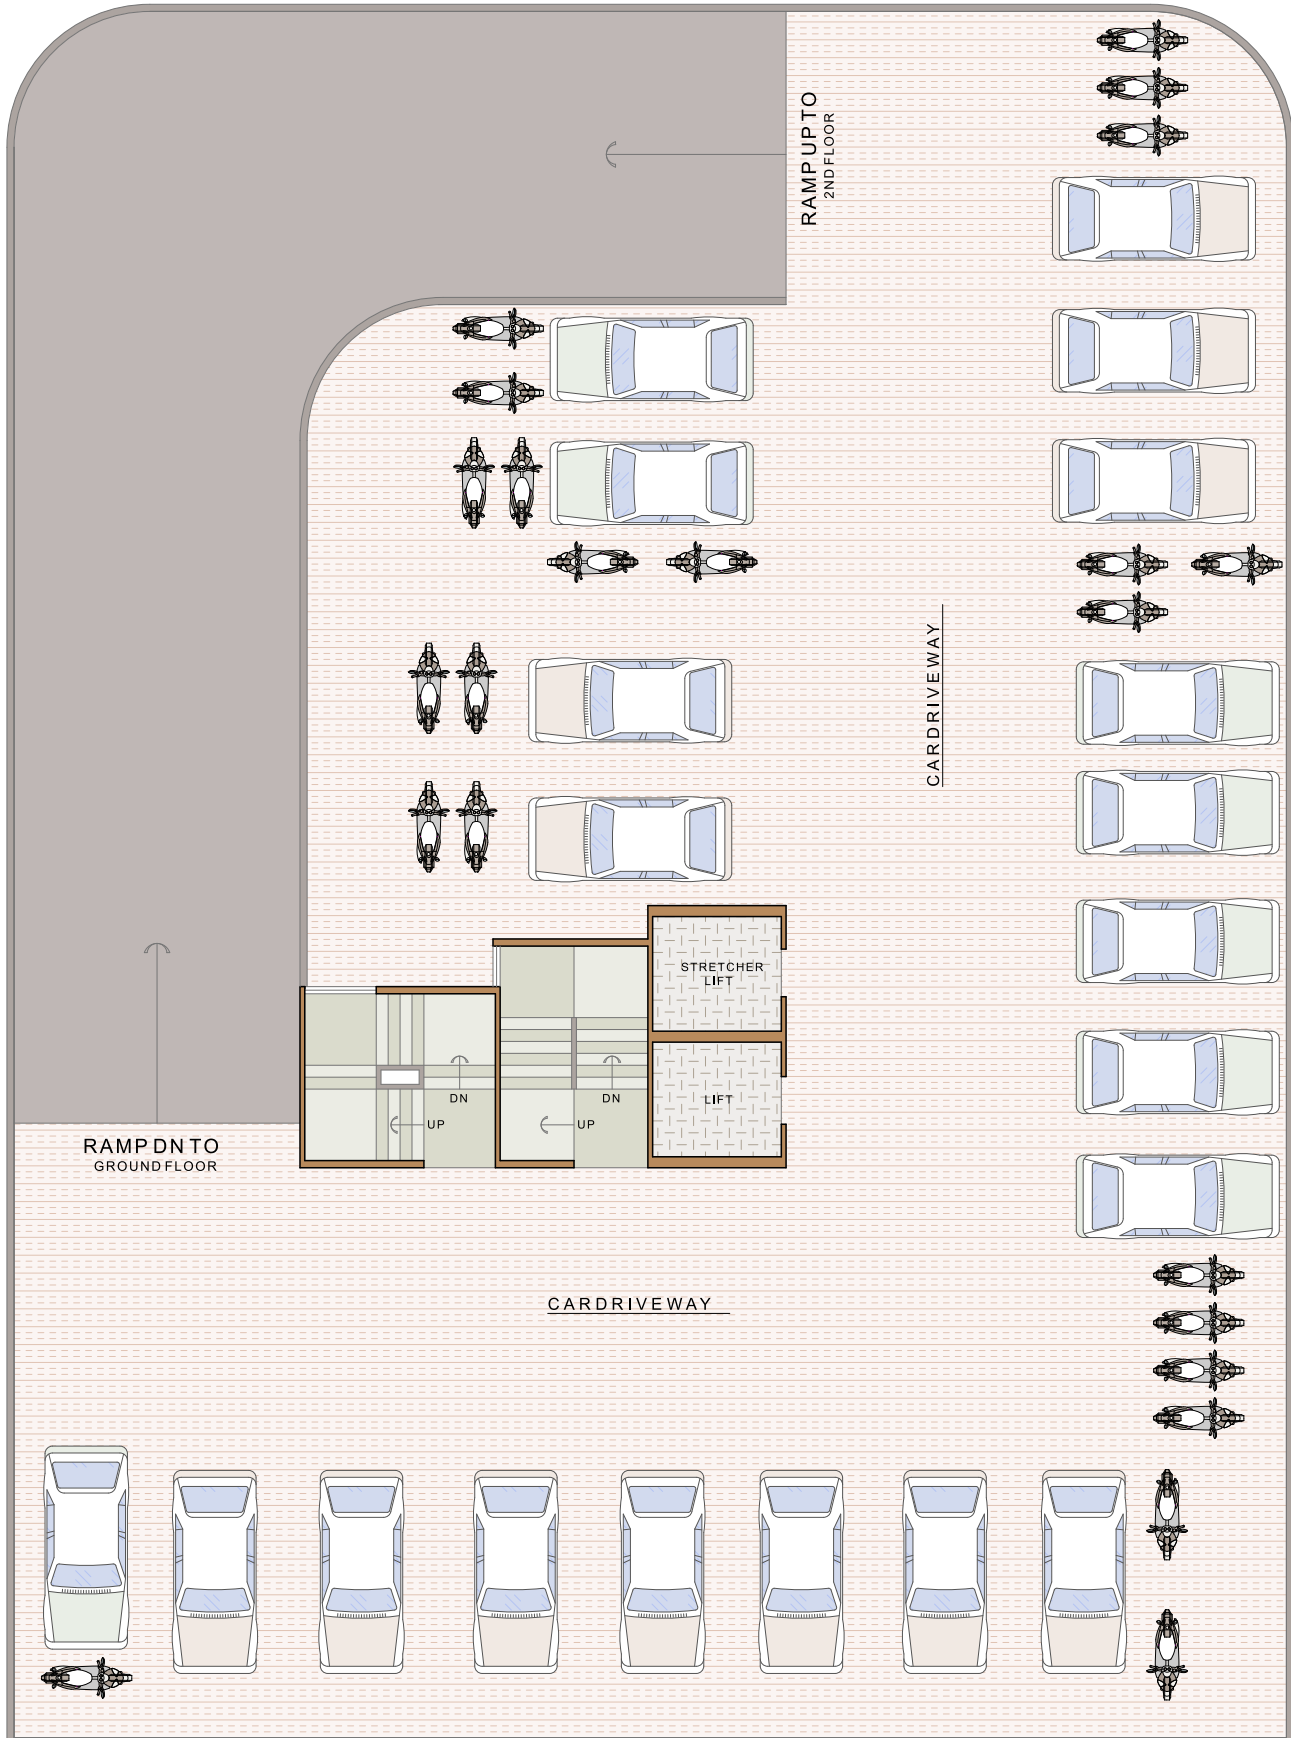 RAMP UP TO
2ND FLOOR
CAR DRIVEWAY
STRETCHER
LIFT
DN
DN
LIFT
UP
UP
RAMP DN TO
GROUND FLOOR
CAR DRIVEWAY